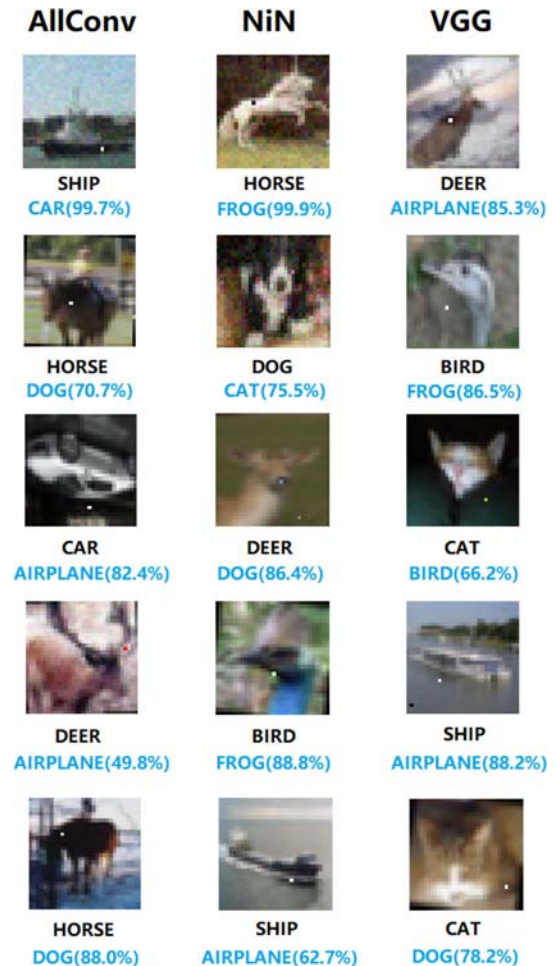 AllConv NiN VGG
SHIP HORSE DEER
CAR(99.7%) FROG(99.9%) AIRPLANE(85.3%)
HORSE DOG BIRD
DOG(70.7%) CAT(75.5%) FROG(86.5%)
CAR DEER CAT
AIRPLANE(82.4%) DOG(86.4%) BIRD(66.2%)
DEER BIRD SHIP
AIRPLANE(49.8%) FROG(88.8%) AIRPLANE(88.2%)
HORSE SHIP CAT
DOG(88.0%) AIRPLANE(62.7%) DOG(78.2%)